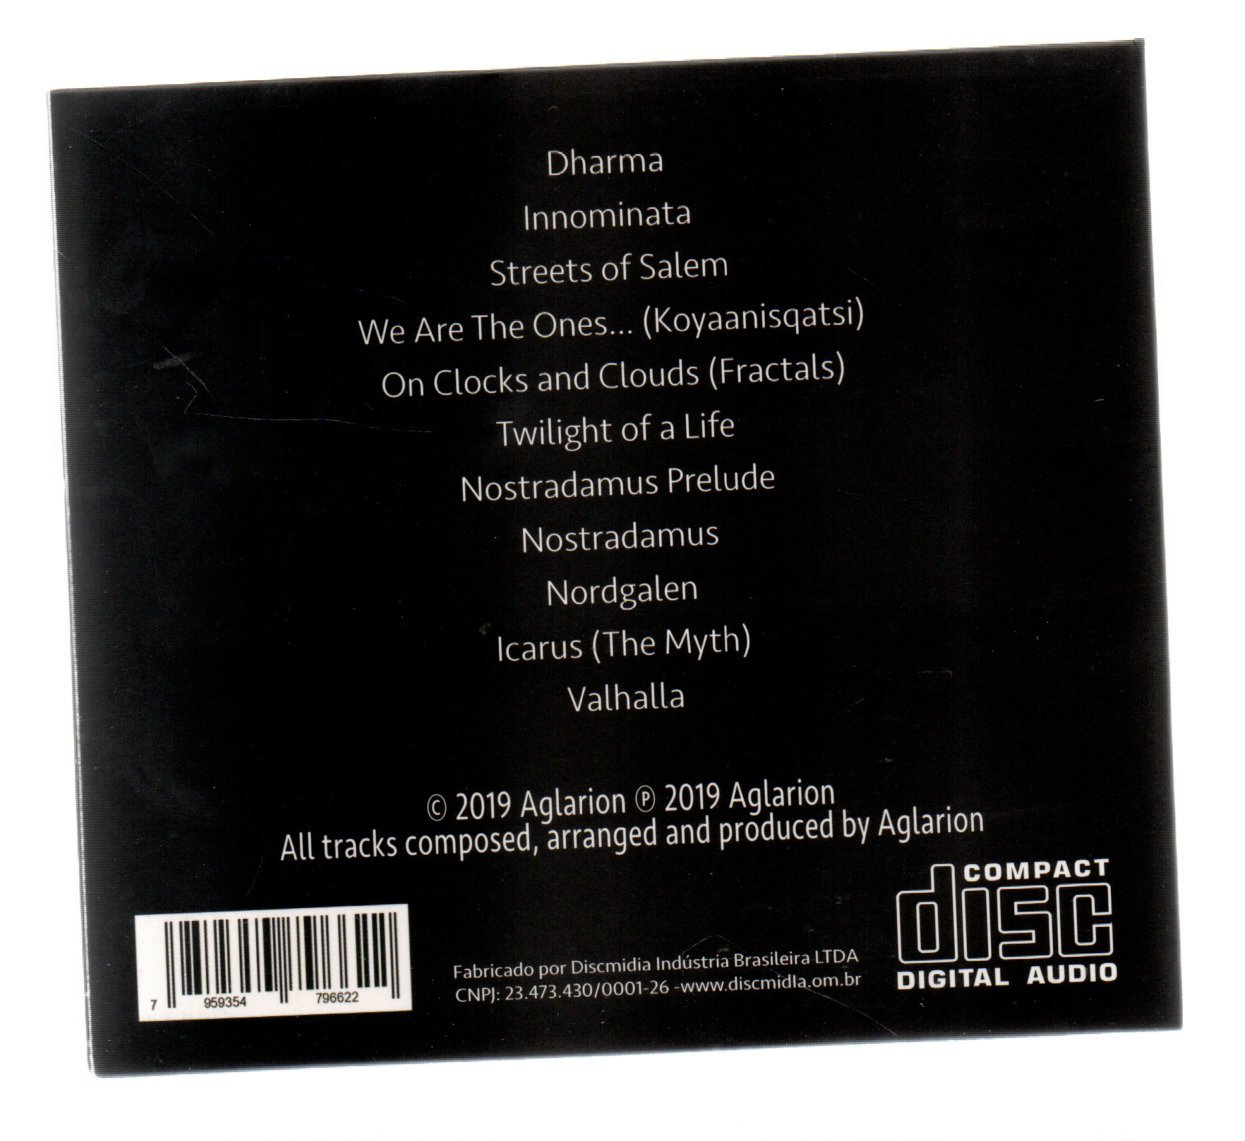 Dharma
Innominata
Streets of Salem
We Are The Ones... (Koyaanisqatsi)
On Clocks and Clouds (Fractals)
Twilight of a Life
Nostradamus Prelude
Nostradamus
Nordgalen
Icarus (The Myth)
Valhalla
© 2019 Aglarion ℗ 2019 Aglarion
All tracks composed, arranged and produced by Aglarion
COMPACT
disc
DIGITAL AUDIO
Fabricado por Discmidia Indústria Brasileira LTDA
CNPJ: 23.473.430/0001-26 -www.discmidia.om.br
7 959354 796622